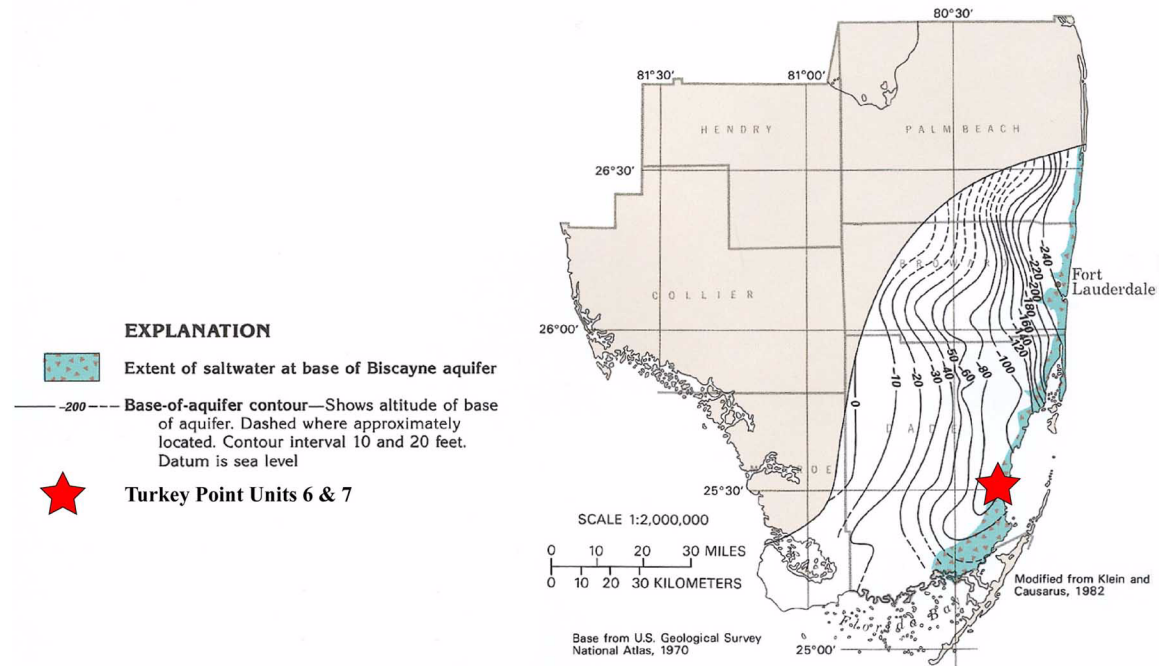 80°30'
81°30'
81°00'
HENDRY
PALM BEACH
26°30'
BROWAR
-240
-220
-200
-180
-160
-140
-120
Fort
Lauderdale
COLLIER
26°00'
-10
-20
-30
-40
-50
-60
-80
-100
0
DADE
25°30'
EXPLANATION
Extent of saltwater at base of Biscayne aquifer
-200
Base-of-aquifer contour—Shows altitude of base
of aquifer. Dashed where approximately
located. Contour interval 10 and 20 feet.
Datum is sea level
Turkey Point Units 6 & 7
SCALE 1:2,000,000
0 10 20 30 MILES
0 10 20 30 KILOMETERS
Modified from Klein and
Causarus, 1982
Florida Ba
Base from U.S. Geological Survey
National Atlas, 1970
25°00'